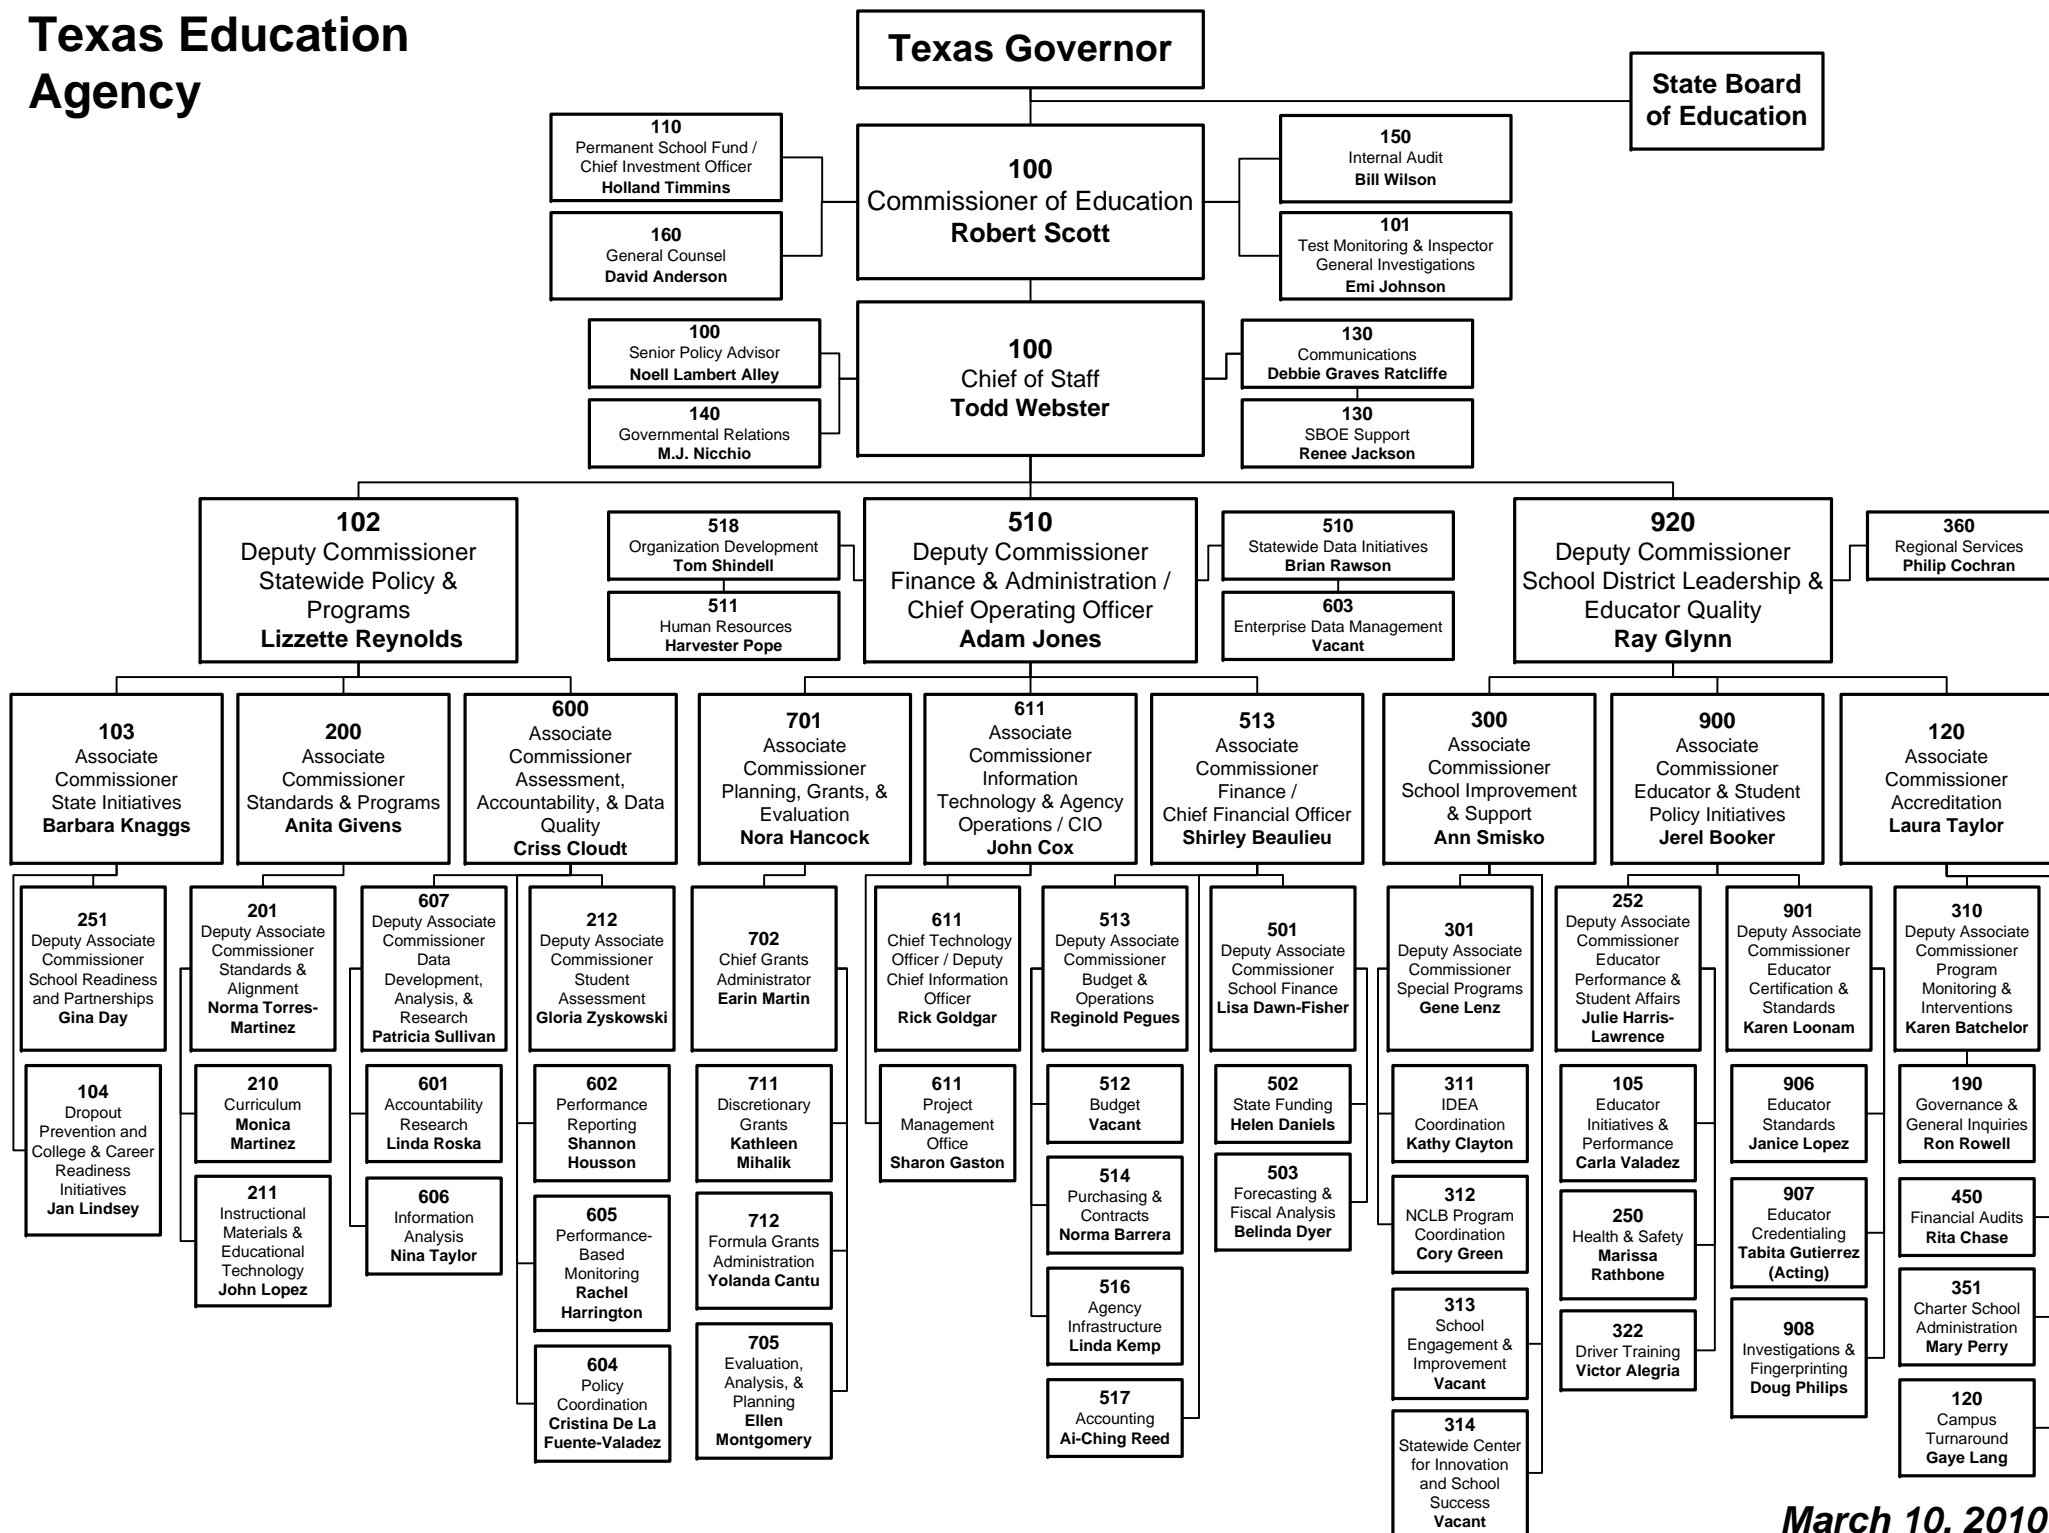 Texas Education
Agency
Texas Governor
State Board
of Education
110
Permanent School Fund /
Chief Investment Officer
Holland Timmins
160
General Counsel
David Anderson
100
Commissioner of Education
Robert Scott
150
Internal Audit
Bill Wilson
101
Test Monitoring & Inspector
General Investigations
Emi Johnson
100
Senior Policy Advisor
Noell Lambert Alley
140
Governmental Relations
M.J. Nicchio
100
Chief of Staff
Todd Webster
130
Communications
Debbie Graves Ratcliffe
130
SBOE Support
Renee Jackson
102
Deputy Commissioner
Statewide Policy &
Programs
Lizzette Reynolds
518
Organization Development
Tom Shindell
511
Human Resources
Harvester Pope
510
Deputy Commissioner
Finance & Administration /
Chief Operating Officer
Adam Jones
510
Statewide Data Initiatives
Brian Rawson
603
Enterprise Data Management
Vacant
920
Deputy Commissioner
School District Leadership &
Educator Quality
Ray Glynn
360
Regional Services
Philip Cochran
103
Associate
Commissioner
State Initiatives
Barbara Knaggs
200
Associate
Commissioner
Standards & Programs
Anita Givens
600
Associate
Commissioner
Assessment,
Accountability, & Data
Quality
Criss Cloudt
701
Associate
Commissioner
Planning, Grants, &
Evaluation
Nora Hancock
611
Associate
Commissioner
Information
Technology & Agency
Operations / CIO
John Cox
513
Associate
Commissioner
Finance /
Chief Financial Officer
Shirley Beaulieu
300
Associate
Commissioner
School Improvement
& Support
Ann Smisko
900
Associate
Commissioner
Educator & Student
Policy Initiatives
Jerel Booker
120
Associate
Commissioner
Accreditation
Laura Taylor
251
Deputy Associate
Commissioner
School Readiness
and Partnerships
Gina Day
201
Deputy Associate
Commissioner
Standards &
Alignment
Norma Torres-
Martinez
607
Deputy Associate
Commissioner
Data
Development,
Analysis, &
Research
Patricia Sullivan
212
Deputy Associate
Commissioner
Student
Assessment
Gloria Zyskowski
702
Chief Grants
Administrator
Earin Martin
611
Chief Technology
Officer / Deputy
Chief Information
Officer
Rick Goldgar
513
Deputy Associate
Commissioner
Budget &
Operations
Reginold Pegues
501
Deputy Associate
Commissioner
School Finance
Lisa Dawn-Fisher
301
Deputy Associate
Commissioner
Special Programs
Gene Lenz
252
Deputy Associate
Commissioner
Educator
Performance &
Student Affairs
Julie Harris-
Lawrence
901
Deputy Associate
Commissioner
Educator
Certification &
Standards
Karen Loonam
310
Deputy Associate
Commissioner
Program
Monitoring &
Interventions
Karen Batchelor
104
Dropout
Prevention and
College & Career
Readiness
Initiatives
Jan Lindsey
210
Curriculum
Monica
Martinez
211
Instructional
Materials &
Educational
Technology
John Lopez
601
Accountability
Research
Linda Roska
606
Information
Analysis
Nina Taylor
602
Performance
Reporting
Shannon
Housson
605
Performance-
Based
Monitoring
Rachel
Harrington
604
Policy
Coordination
Cristina De La
Fuente-Valadez
711
Discretionary
Grants
Kathleen
Mihalik
712
Formula Grants
Administration
Yolanda Cantu
705
Evaluation,
Analysis, &
Planning
Ellen
Montgomery
611
Project
Management
Office
Sharon Gaston
512
Budget
Vacant
514
Purchasing &
Contracts
Norma Barrera
516
Agency
Infrastructure
Linda Kemp
517
Accounting
Ai-Ching Reed
502
State Funding
Helen Daniels
503
Forecasting &
Fiscal Analysis
Belinda Dyer
311
IDEA
Coordination
Kathy Clayton
312
NCLB Program
Coordination
Cory Green
313
School
Engagement &
Improvement
Vacant
314
Statewide Center
for Innovation
and School
Success
Vacant
105
Educator
Initiatives &
Performance
Carla Valadez
250
Health & Safety
Marissa
Rathbone
322
Driver Training
Victor Alegria
906
Educator
Standards
Janice Lopez
907
Educator
Credentialing
Tabita Gutierrez
(Acting)
908
Investigations &
Fingerprinting
Doug Philips
190
Governance &
General Inquiries
Ron Rowell
450
Financial Audits
Rita Chase
351
Charter School
Administration
Mary Perry
120
Campus
Turnaround
Gaye Lang
March 10, 2010